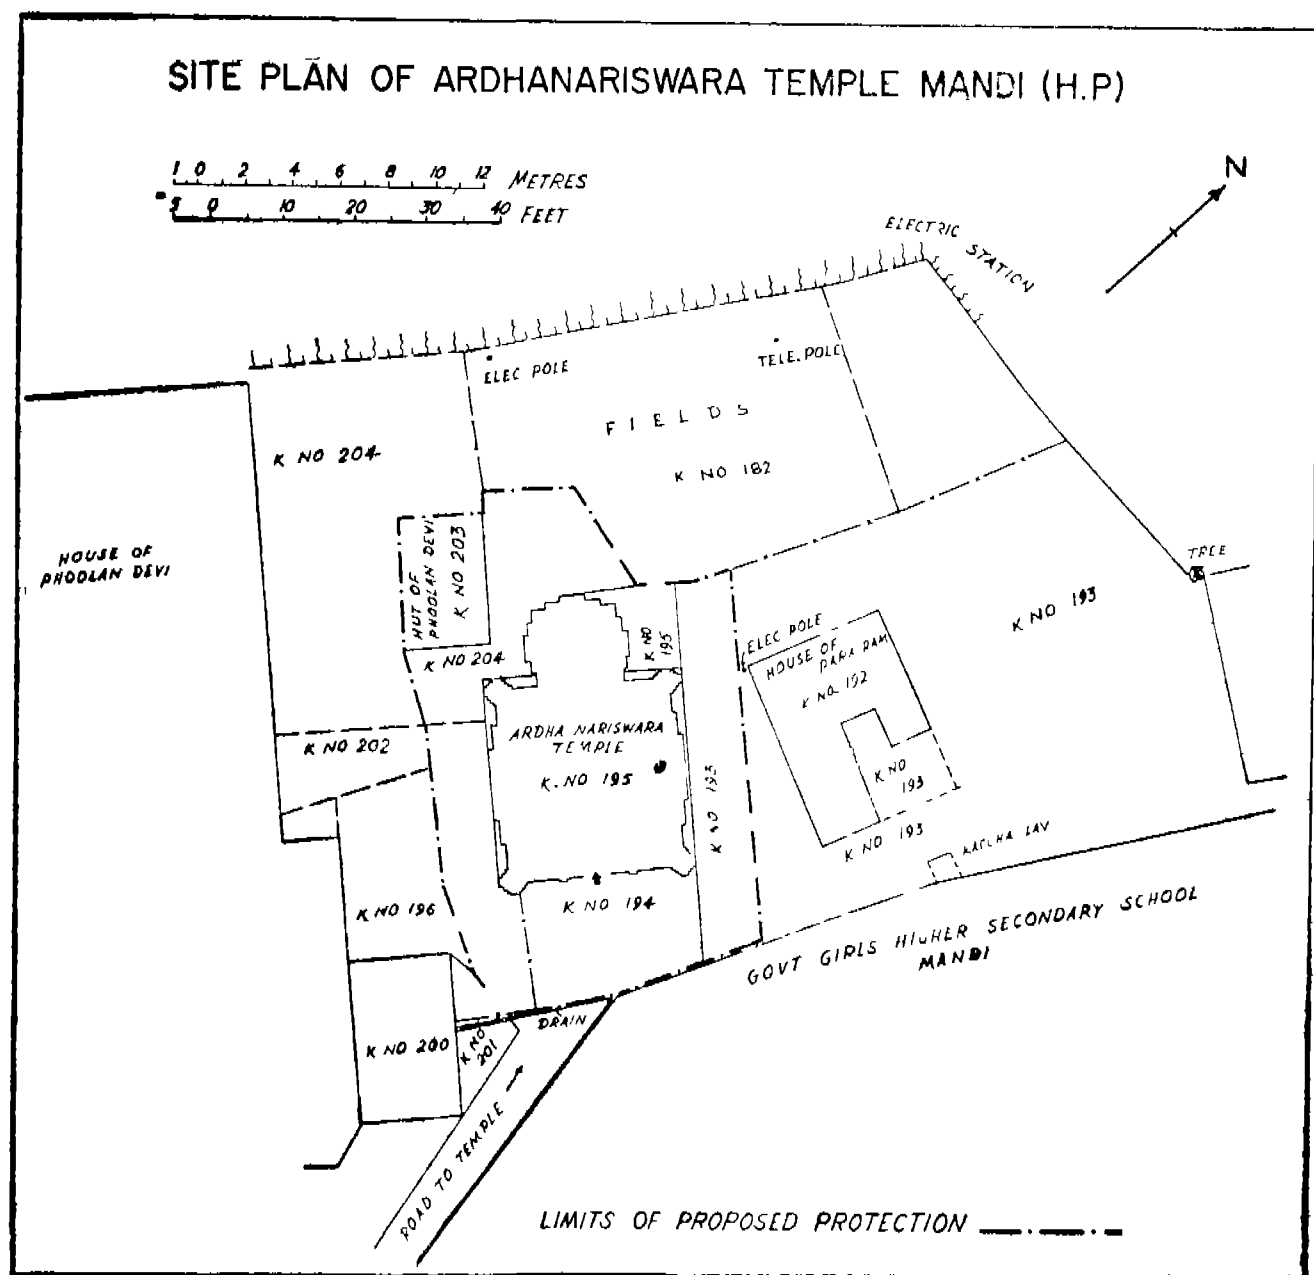 SITE PLAN OF ARDHANARISWARA TEMPLE MANDI (H.P)
1 0 2 4 6 8 10 12 METRES
5 0 10 20 30 40 FEET
N
ELECTRIC
STATION
ELEC POLE
TELE. POLE
FIELDS
K NO 182
K NO 204
HOUSE OF
PHOOLAN DEVI
HUT OF
PHOOLAN DEVI
K NO 203
TREE
K NO 193
K NO 204
K NO
195
ELEC POLE
HOUSE OF
K NO 192
K NO 202
ARDHA NARISWARA
TEMPLE
K. NO 195
K NO 195
K NO
193
K NO 193
LAV
K NO 196
K NO 194
GOVT GIRLS HIGHER SECONDARY SCHOOL
MANDI
DRAIN
K NO 200
K NO
201
ROAD TO TEMPLE
LIMITS OF PROPOSED PROTECTION